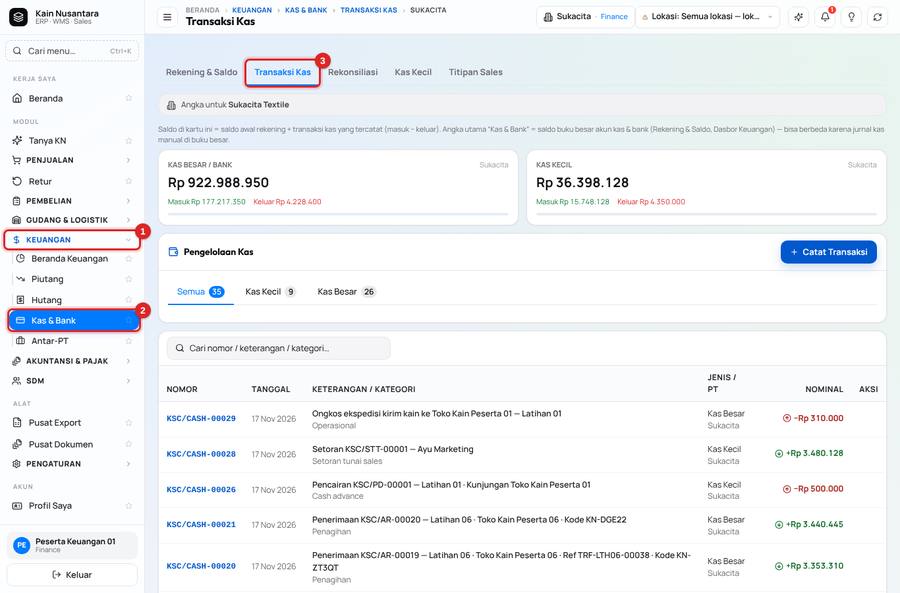 Kain Nusantara
ERP · WMS · Sales
Cari menu...
Ctrl+K
KERJA SAYA
Beranda
MODUL
Tanya KN
PENJUALAN
Retur
PEMBELIAN
GUDANG & LOGISTIK
KEUANGAN
1
Beranda Keuangan
Piutang
Hutang
2
Kas & Bank
Antar-PT
AKUNTANSI & PAJAK
SDM
ALAT
Pusat Export
Pusat Dokumen
PENGATURAN
AKUN
Profil Saya
PE
Peserta Keuangan 01
Finance
Keluar
BERANDA › KEUANGAN › KAS & BANK › TRANSAKSI KAS › SUKACITA
Transaksi Kas
Sukacita · Finance
Lokasi: Semua lokasi — lok...
1
3
Rekening & Saldo
Transaksi Kas
Rekonsiliasi
Kas Kecil
Titipan Sales
Angka untuk Sukacita Textile
Saldo di kartu ini = saldo awal rekening + transaksi kas yang tercatat (masuk − keluar). Angka utama "Kas & Bank" = saldo buku besar akun kas & bank (Rekening & Saldo, Dasbor Keuangan) — bisa berbeda karena jurnal kas
manual di buku besar.
KAS BESAR / BANK
Sukacita
Rp 922.988.950
Masuk Rp 177.217.350 Keluar Rp 4.228.400
KAS KECIL
Sukacita
Rp 36.398.128
Masuk Rp 15.748.128 Keluar Rp 4.350.000
Pengelolaan Kas
+ Catat Transaksi
Semua 35
Kas Kecil 9
Kas Besar 26
Cari nomor / keterangan / kategori...
NOMOR TANGGAL KETERANGAN / KATEGORI JENIS / PT NOMINAL AKSI
KSC/CASH-00029 17 Nov 2026 Ongkos ekspedisi kirim kain ke Toko Kain Peserta 01 — Latihan 01 Kas Besar −Rp 310.000
Operasional Sukacita
KSC/CASH-00028 17 Nov 2026 Setoran KSC/STT-00001 — Ayu Marketing Kas Kecil +Rp 3.480.128
Setoran tunai sales Sukacita
KSC/CASH-00026 17 Nov 2026 Pencairan KSC/PD-00001 — Latihan 01 · Kunjungan Toko Kain Peserta 01 Kas Kecil −Rp 500.000
Cash advance Sukacita
KSC/CASH-00021 17 Nov 2026 Penerimaan KSC/AR-00020 — Latihan 06 · Toko Kain Peserta 06 · Kode KN-DGE22 Kas Besar +Rp 3.440.445
Penagihan Sukacita
KSC/CASH-00020 17 Nov 2026 Penerimaan KSC/AR-00019 — Latihan 06 · Toko Kain Peserta 06 · Ref TRF-LTH06-00038 · Kode KN-
ZT3QT Kas Besar +Rp 3.353.310
Penagihan Sukacita